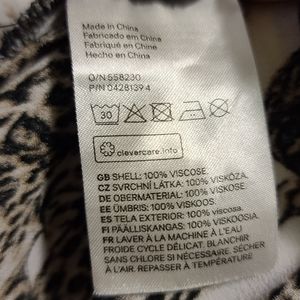 Made in China
Fabricado em China
Fabriqué en Chine
Hecho en China
O/N 558230
P/N 0428139 4
30
clevercare.info
GB SHELL: 100% VISCOSE.
CZ SVRCHNÍ LÁTKA: 100% VISKÓZA.
DE OBERMATERIAL: 100% VISKOSE
EE ÜMBRIS: 100% VISKOOS.
ES TELA EXTERIOR: 100% viscosa.
FI PÄÄLLISKANGAS: 100% VISKOOSIA.
FR LAVER À LA MACHINE À L'EAU
FROIDE CYCLE DÉLICAT. BLANCHIR
SANS CHLORE SI NÉCESSAIRE. SÉCHER
À L'AIR. REPASSER À TEMPÉRATURE